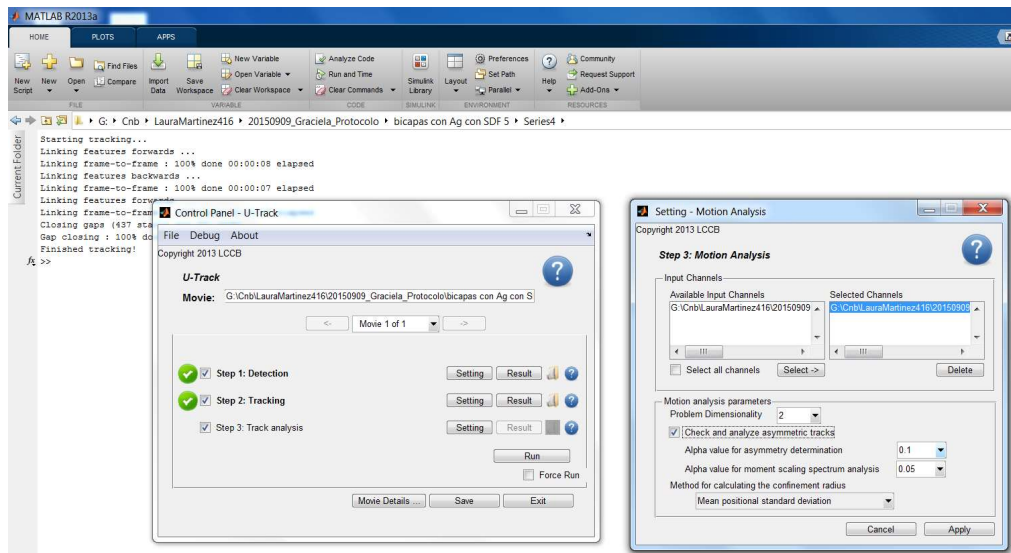 MATLAB R2013a
HOME PLOTS APPS
New Script New Open Find Files Compare Import Data Save Workspace New Variable Open Variable Clear Workspace Analyze Code Run and Time Clear Commands Simulink Library Layout Preferences Set Path Parallel Help Community Request Support Add-Ons
FILE VARIABLE CODE SIMULINK ENVIRONMENT RESOURCES
G: Cnb LauraMartinez416 20150909_Graciela_Protocolo bicapas con Ag con SDF 5 Series4
Current Folder
Starting tracking...
Linking features forwards ...
Linking frame-to-frame : 100% done 00:00:08 elapsed
Linking features backwards ...
Linking frame-to-frame : 100% done 00:00:07 elapsed
Linking features forwards
Linking frame-to-fram
Closing gaps (437 sta
Gap closing : 100% do
Finished tracking!
fx >>
Control Panel - U-Track
File Debug About
Copyright 2013 LCCB
U-Track
?
Movie: G:\Cnb\LauraMartinez416\20150909_Graciela_Protocolo\bicapas con Ag con S
<- Movie 1 of 1 ->
Step 1: Detection Setting Result ?
Step 2: Tracking Setting Result ?
Step 3: Track analysis Setting Result ?
Run
Force Run
Movie Details ... Save Exit
Setting - Motion Analysis
Copyright 2013 LCCB
Step 3: Motion Analysis
?
Input Channels
Available Input Channels Selected Channels
G:\Cnb\LauraMartinez416\20150909 G:\Cnb\LauraMartinez416\20150909
Select all channels Select -> Delete
Motion analysis parameters
Problem Dimensionality 2
Check and analyze asymmetric tracks
Alpha value for asymmetry determination 0.1
Alpha value for moment scaling spectrum analysis 0.05
Method for calculating the confinement radius
Mean positional standard deviation
Cancel Apply